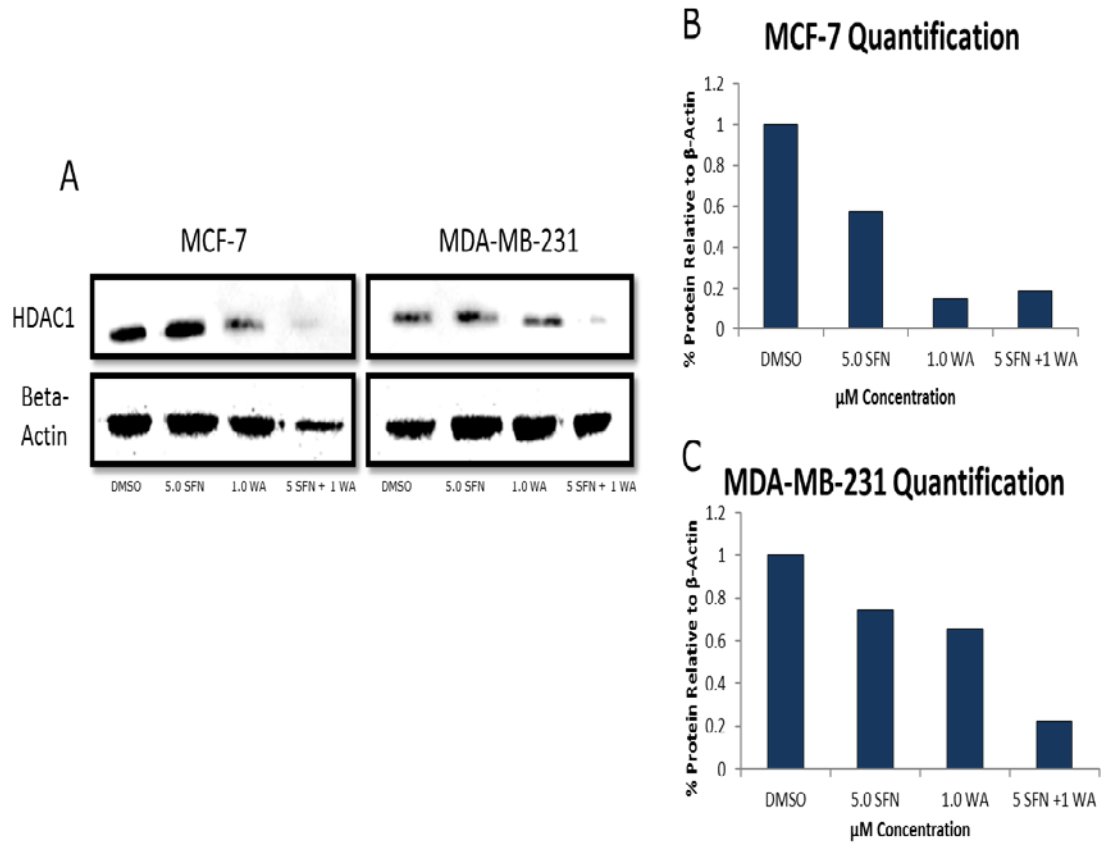 A
MCF-7
MDA-MB-231
HDAC1
Beta-
Actin
DMSO 5.0 SFN 1.0 WA 5 SFN + 1 WA
DMSO 5.0 SFN 1.0 WA 5 SFN + 1 WA
B
MCF-7 Quantification
% Protein Relative to β-Actin
1.2
1
0.8
0.6
0.4
0.2
0
DMSO 5.0 SFN 1.0 WA 5 SFN +1 WA
µM Concentration
C
MDA-MB-231 Quantification
% Protein Relative to β-Actin
1.2
1
0.8
0.6
0.4
0.2
0
DMSO 5.0 SFN 1.0 WA 5 SFN +1 WA
µM Concentration